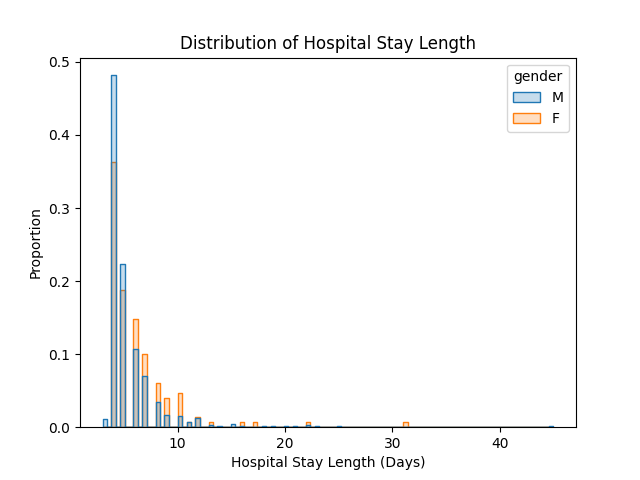 Distribution of Hospital Stay Length
gender
M
F
Proportion
0.5
0.4
0.3
0.2
0.1
0.0
10 20 30 40
Hospital Stay Length (Days)